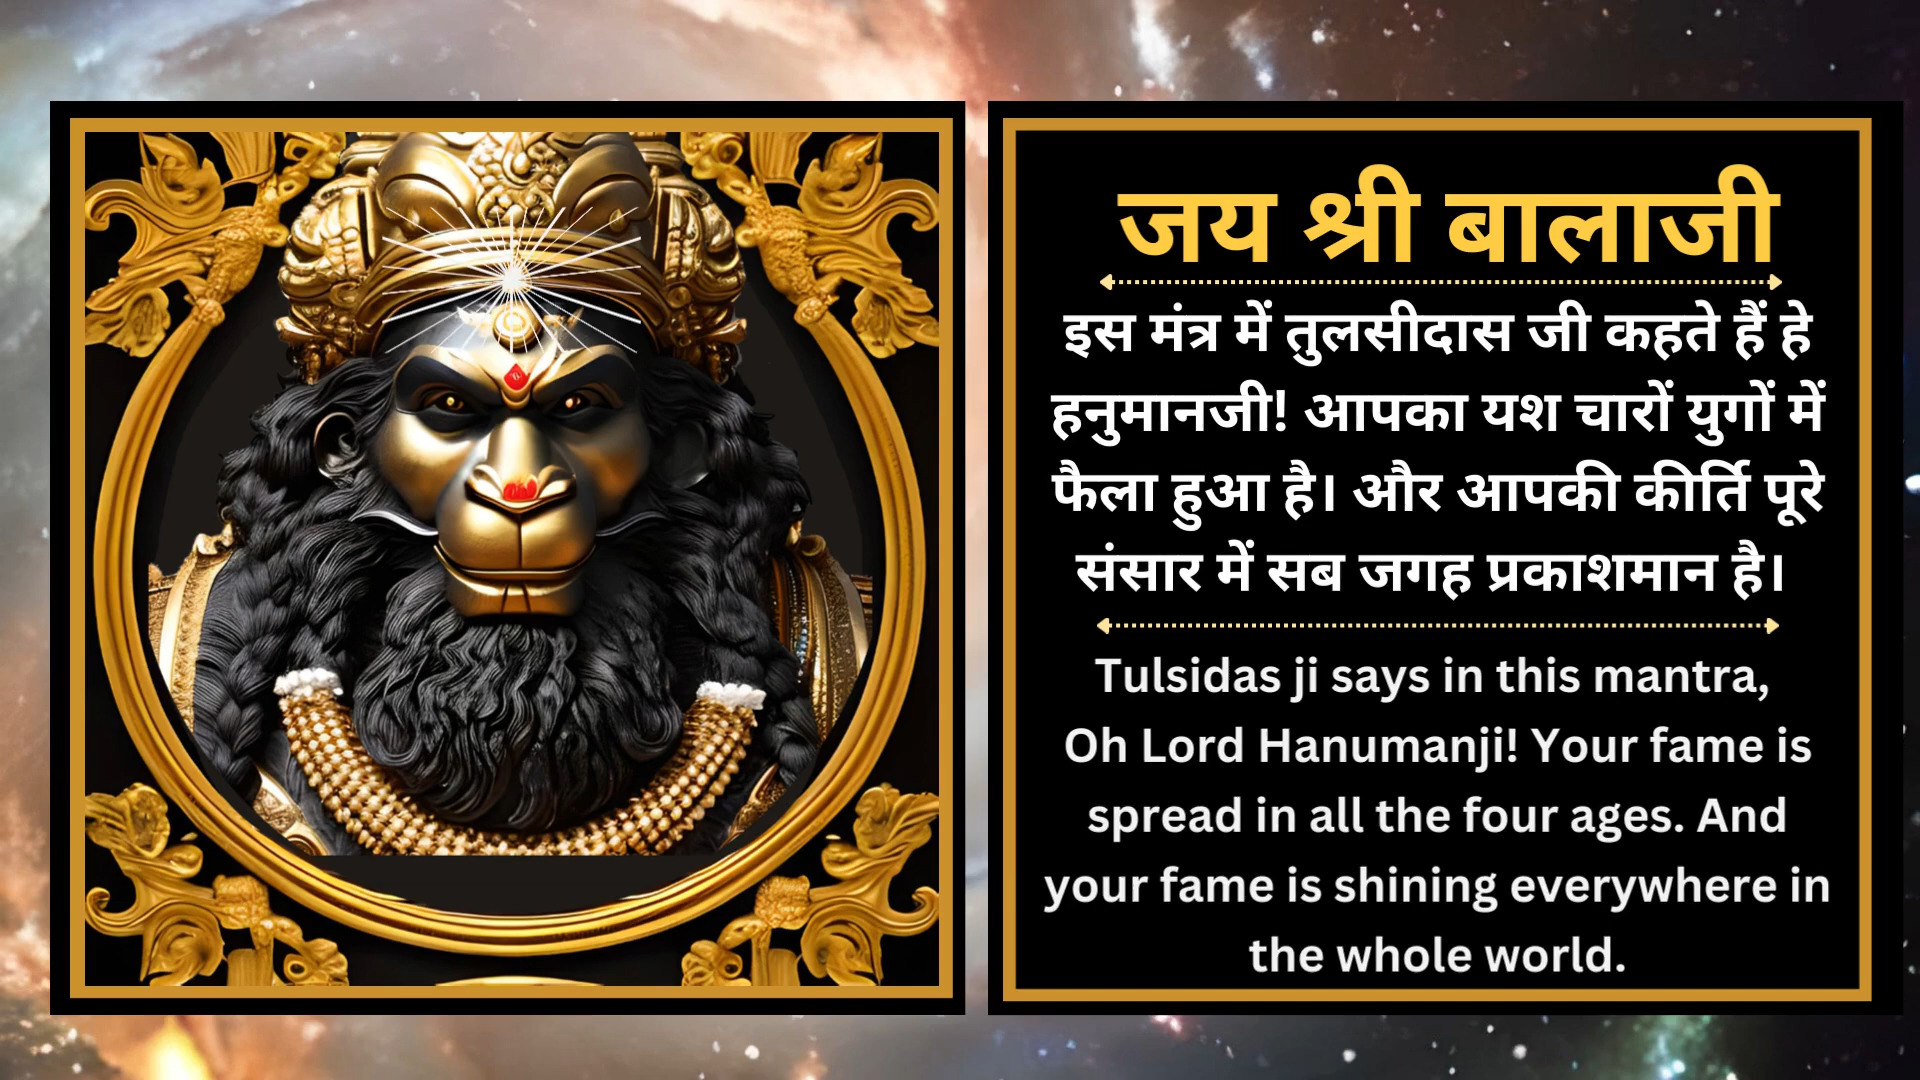 जय श्री बालाजी
इस मंत्र में तुलसीदास जी कहते हैं हे
हनुमानजी! आपका यश चारों युगों में
फैला हुआ है। और आपकी कीर्ति पूरे
संसार में सब जगह प्रकाशमान है।
Tulsidas ji says in this mantra,
Oh Lord Hanumanji! Your fame is
spread in all the four ages. And
your fame is shining everywhere in
the whole world.